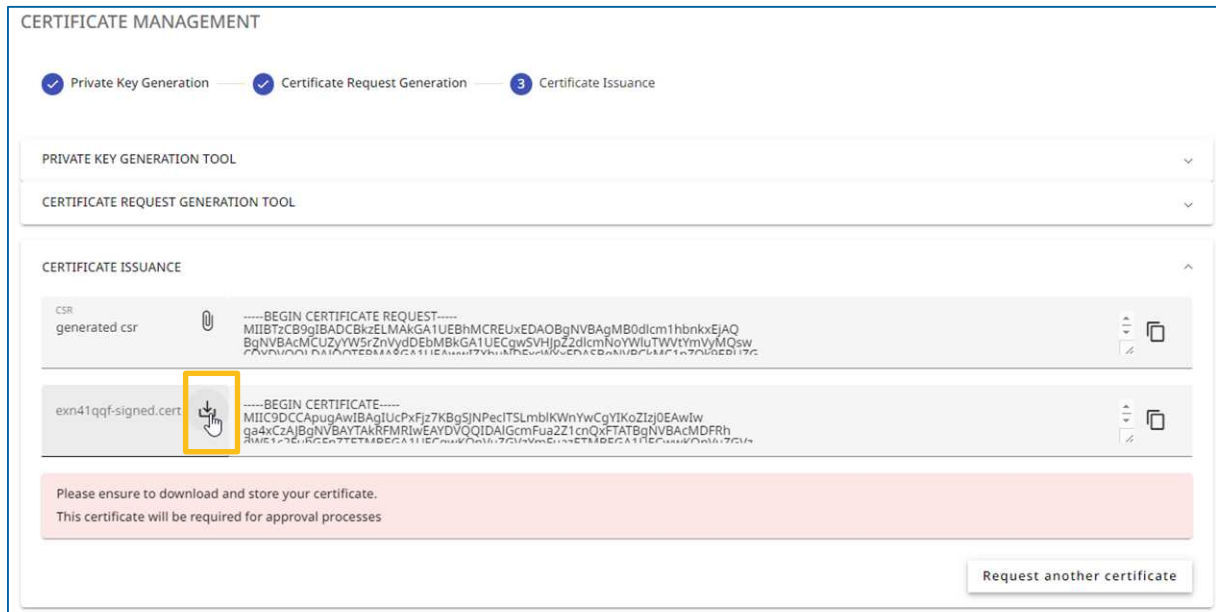 CERTIFICATE MANAGEMENT
Private Key Generation
Certificate Request Generation
3 Certificate Issuance
PRIVATE KEY GENERATION TOOL
CERTIFICATE REQUEST GENERATION TOOL
CERTIFICATE ISSUANCE
CSR
generated csr
-----BEGIN CERTIFICATE REQUEST-----
MIIBTzCB9gIBADCBkzELMAkGA1UEBhMCREUxEDAOBgNVBAgMB0dlcm1hbnkxEjAQ
BgNVBAcMCUZyYW5rZnVydDEbMBkGA1UECgwSVHJpZ2dlcmNoYWluTWVtYmVyMQsw
exn41qqf-signed.cert
-----BEGIN CERTIFICATE-----
MIIC9DCCApugAwIBAgIUcPxFjz7KBgSJNPeclTSLmblKWnYwCgYIKoZIzj0EAwIw
ga4xCzAJBgNVBAYTAkRFMRIwEAYDVQQIDAlGcmFua2Z1cnQxFTATBgNVBAcMDFRh
Please ensure to download and store your certificate.
This certificate will be required for approval processes
Request another certificate